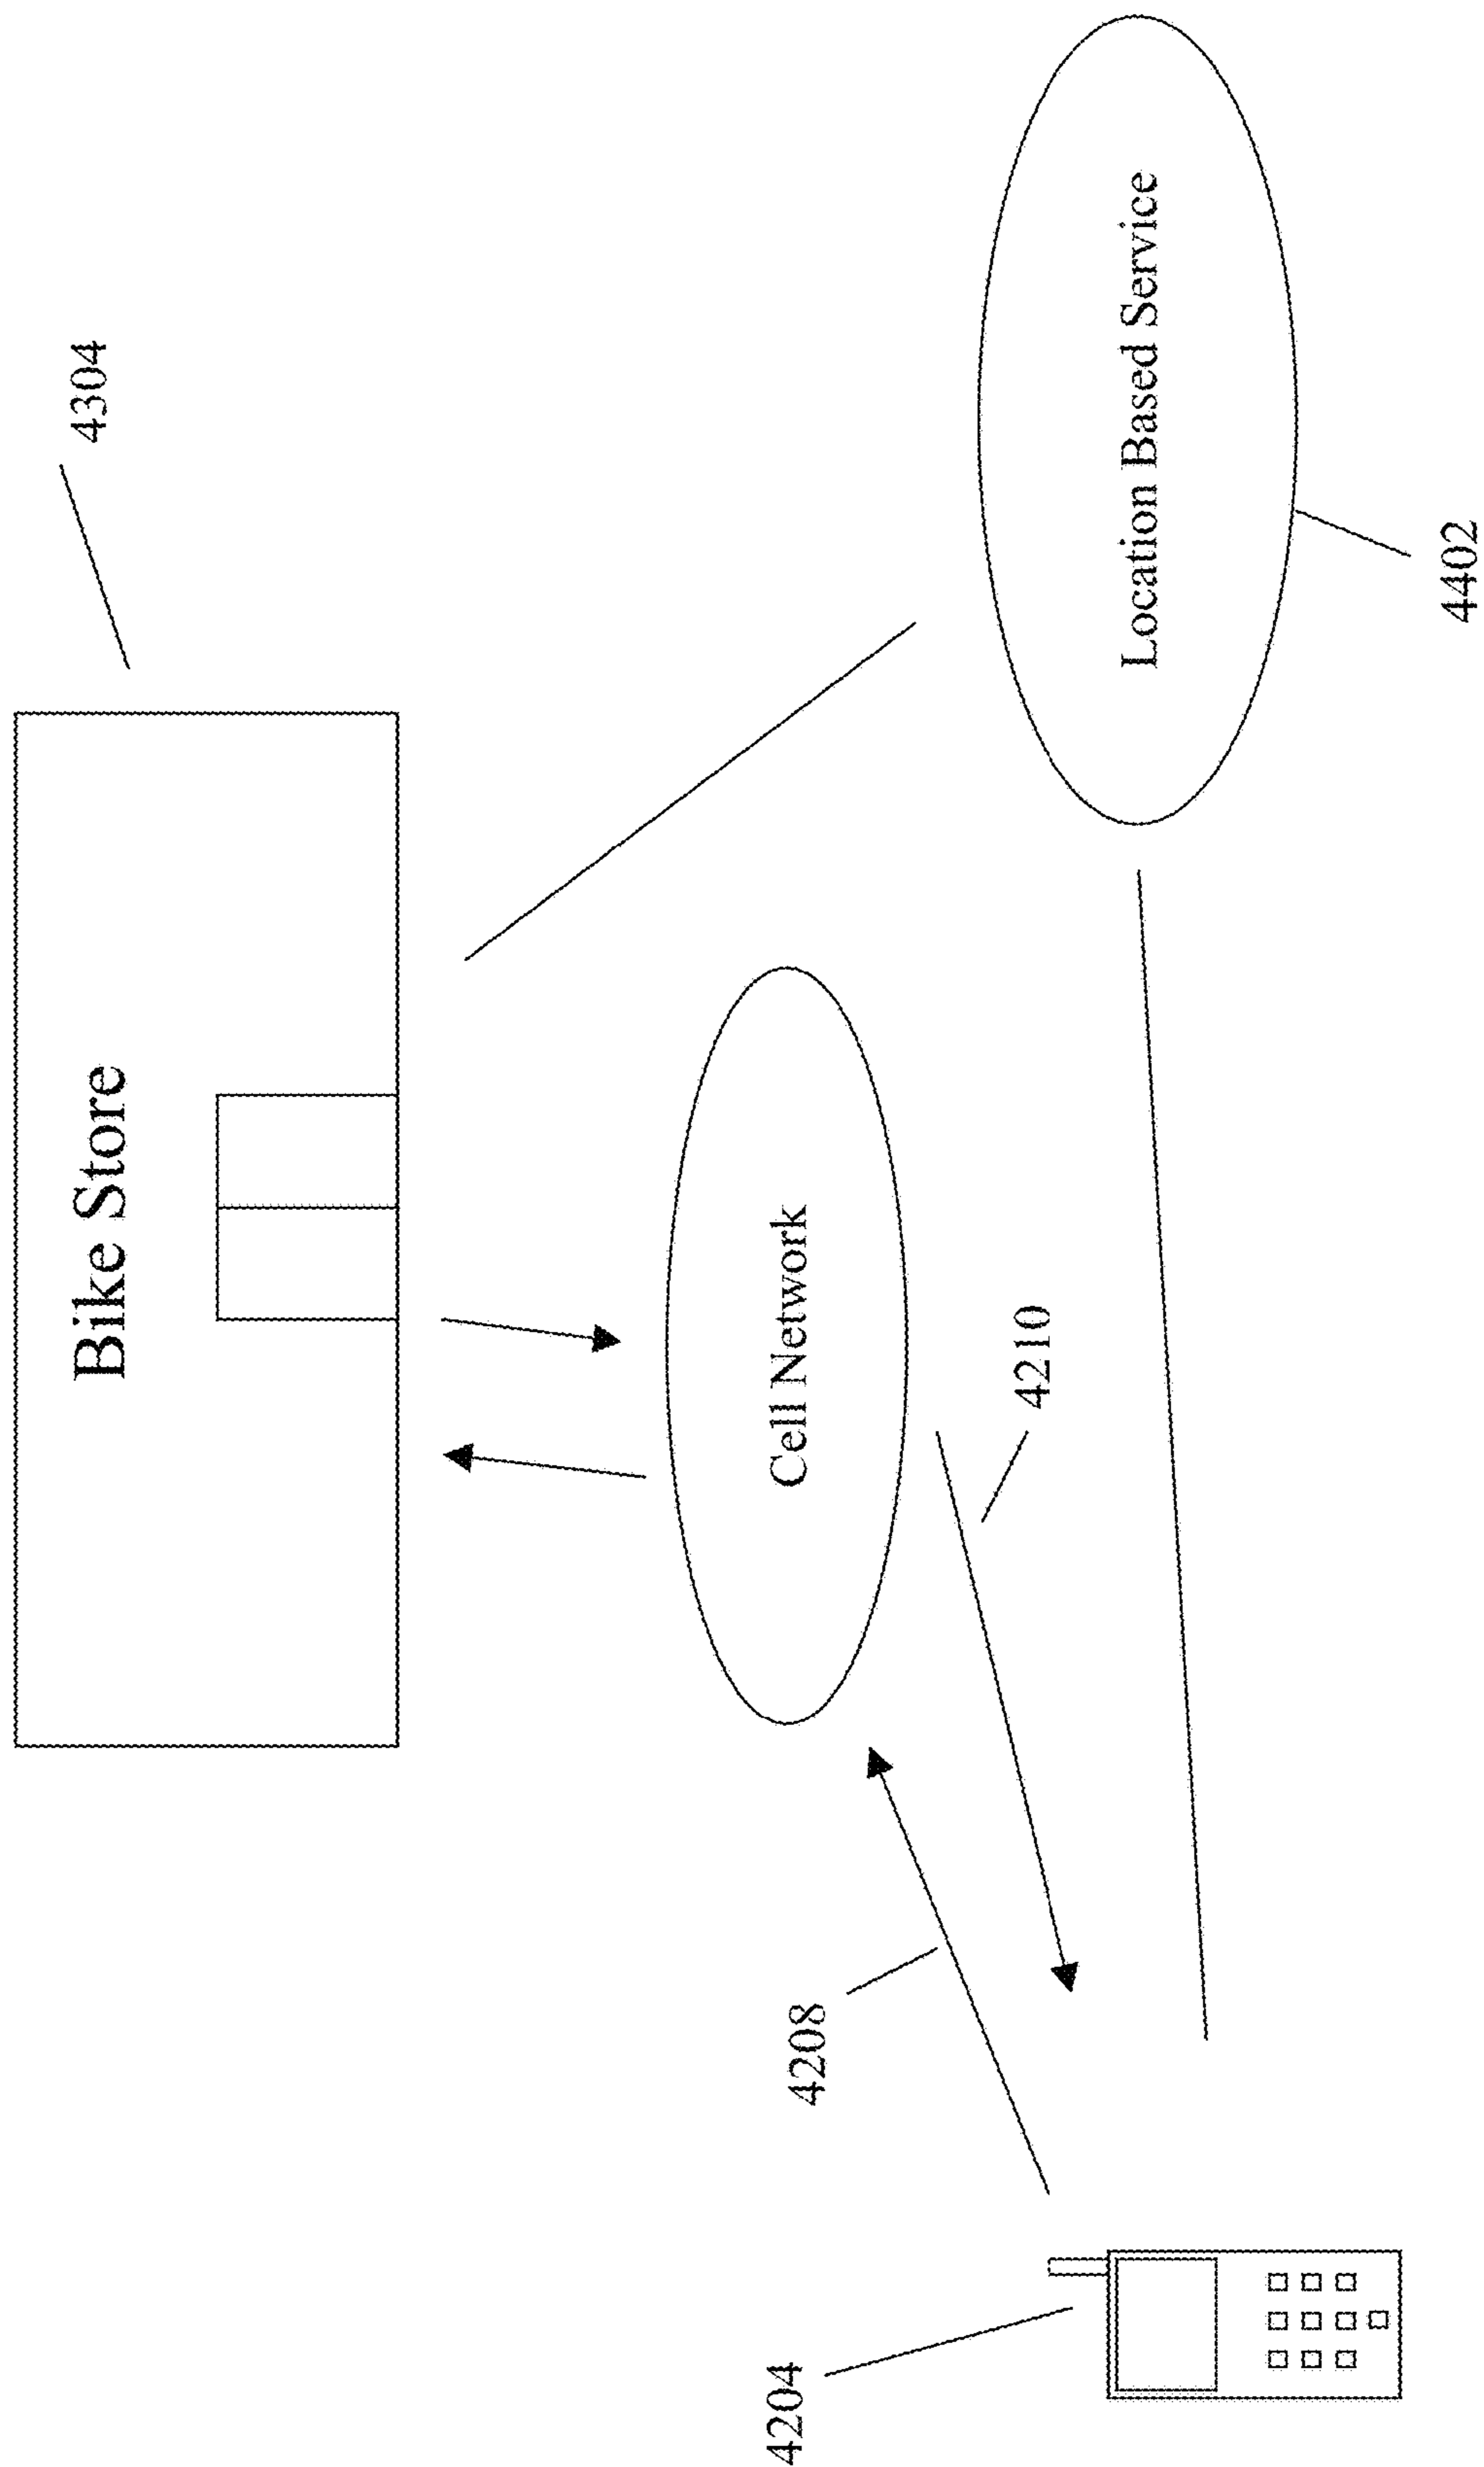 Bike Store
4304
Cell Network
4208
4210
4204
Location Based Service
4402